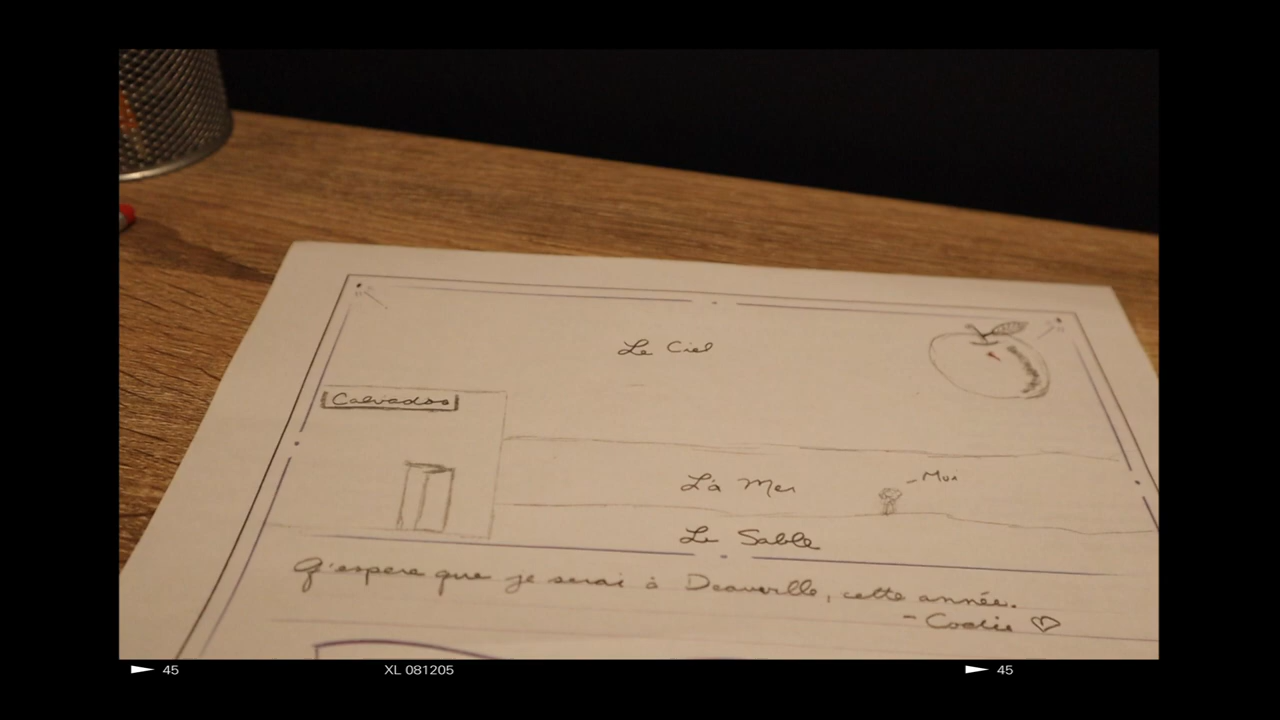 Le Ciel
Calvados
La Mer
- Moi
Le Sable
J'espere que je serai à Deauville, cette année.
- Coclie ♡
45 XL 081205 45